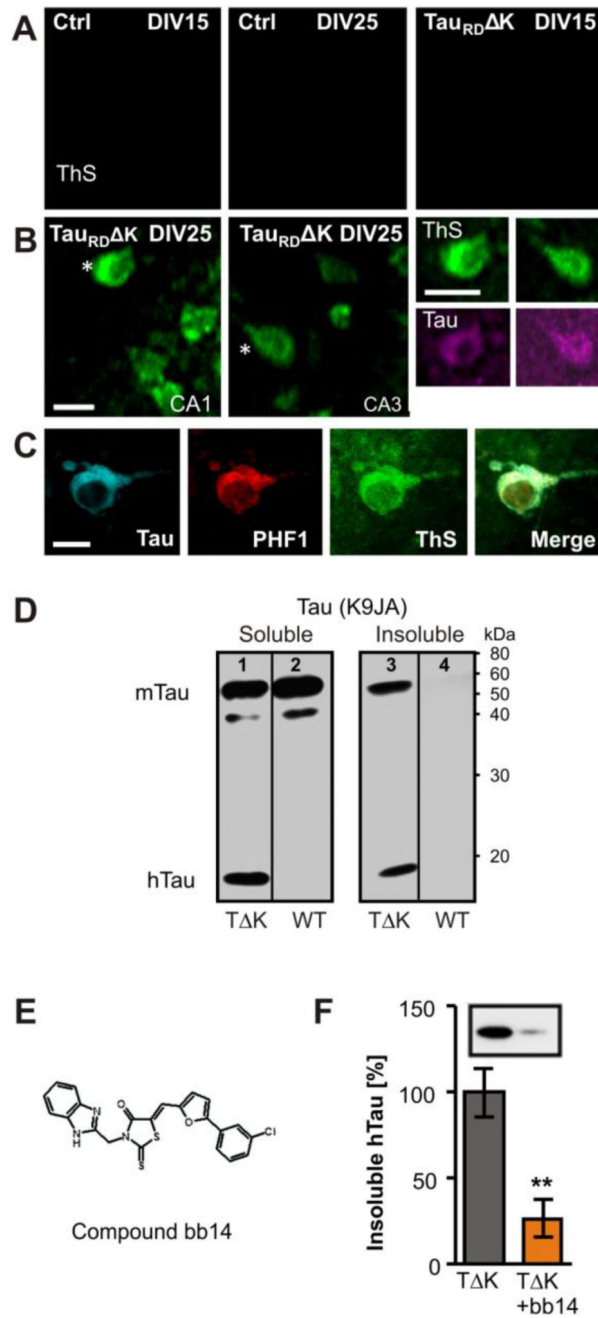 A
Ctrl DIV15
Ctrl DIV25
TauRDΔK DIV15
ThS
B
TauRDΔK DIV25
TauRDΔK DIV25
ThS
*
*
Tau
CA1
CA3
C
Tau
PHF1
ThS
Merge
D
Tau (K9JA)
Soluble
Insoluble
kDa
1 2 3 4
80
60
50
40
30
20
mTau
hTau
TΔK WT
TΔK WT
E
O
N
N
H
N
S
S
O
Cl
Compound bb14
F
Insoluble hTau [%]
150
100
50
0
**
TΔK
TΔK
+bb14